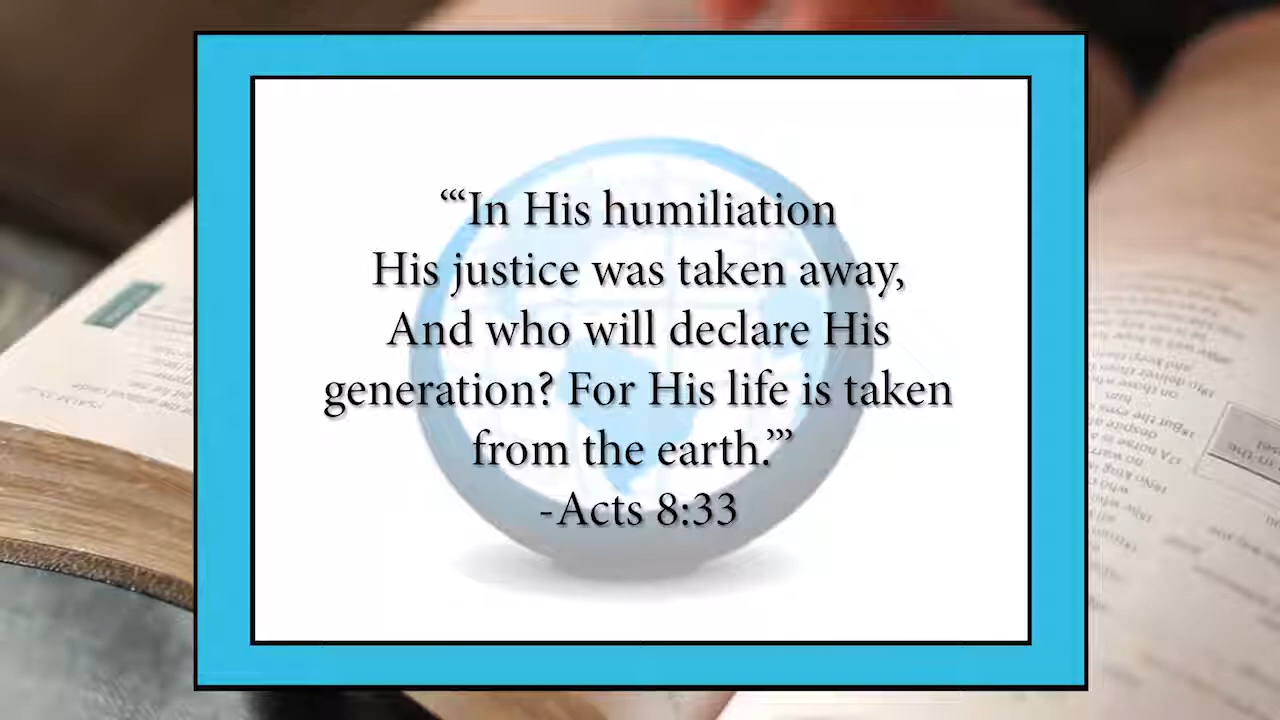 “‘In His humiliation
His justice was taken away,
And who will declare His
generation? For His life is taken
from the earth.’”
-Acts 8:33